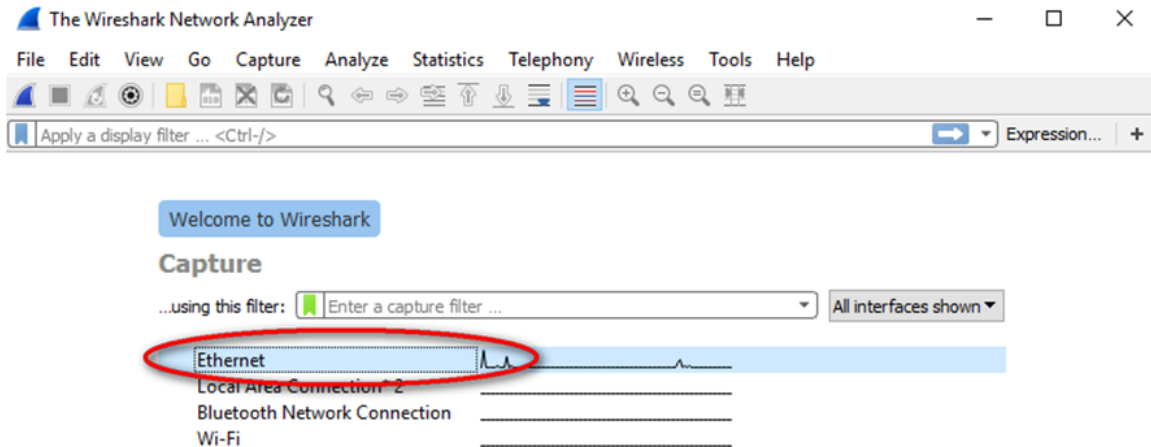 The Wireshark Network Analyzer
File Edit View Go Capture Analyze Statistics Telephony Wireless Tools Help
Apply a display filter ... <Ctrl-/> Expression... +
Welcome to Wireshark
Capture
...using this filter: Enter a capture filter ... All interfaces shown
Ethernet
Local Area Connection* 2
Bluetooth Network Connection
Wi-Fi